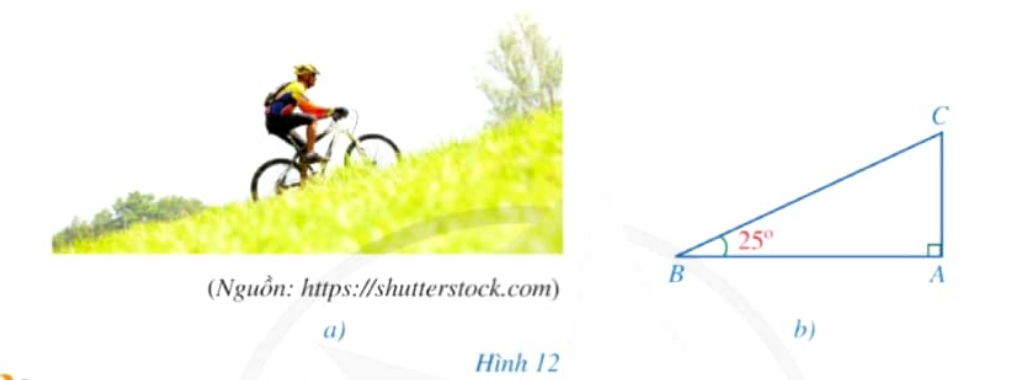 C
25°
B
A
(Nguồn: https://shutterstock.com)
a)
b)
Hình 12